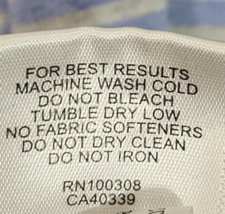 FOR BEST RESULTS
MACHINE WASH COLD
DO NOT BLEACH
TUMBLE DRY LOW
NO FABRIC SOFTENERS
DO NOT DRY CLEAN
DO NOT IRON
RN100308
CA40339